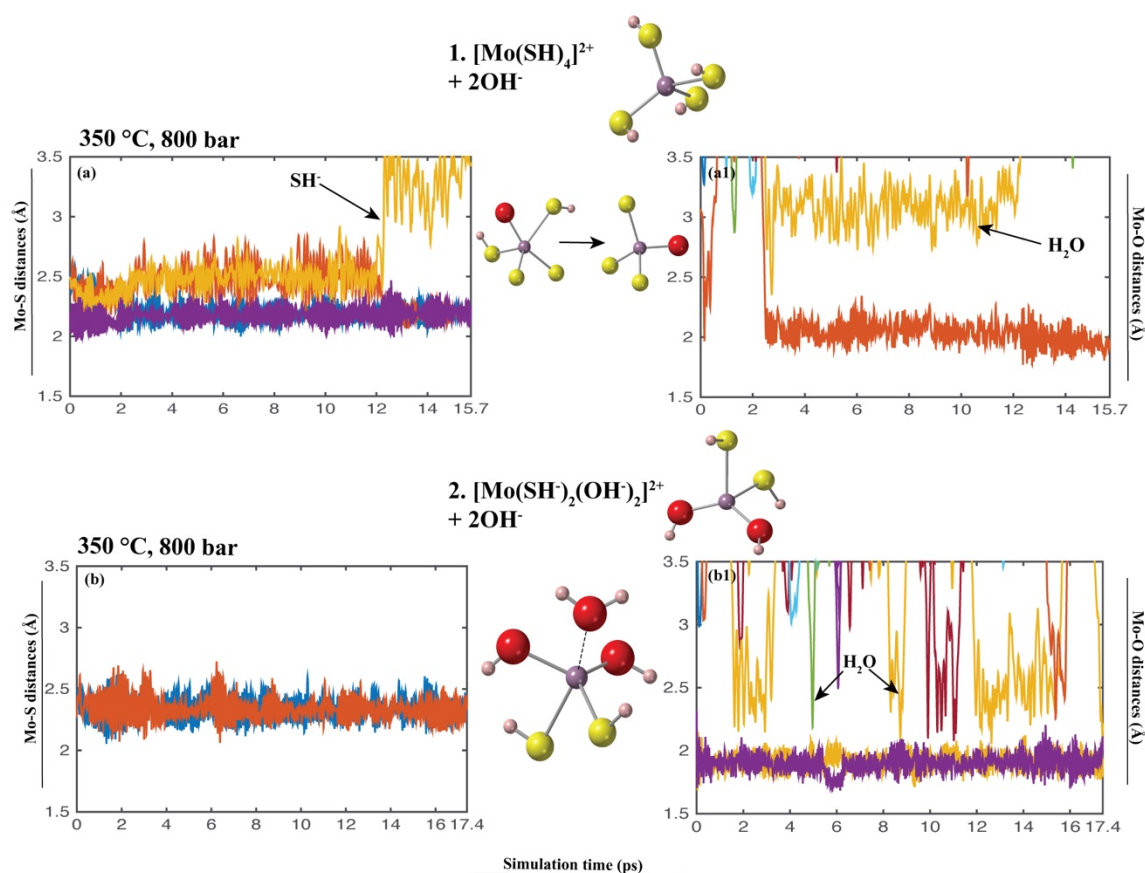 1. [Mo(SH)₄]²⁺
+ 2OH⁻
350 °C, 800 bar
(a)
SH⁻
Mo-S distances (Å)
3.5
3
2.5
2
1.5
0 2 4 6 8 10 12 14 15.7
(a1)
H₂O
Mo-O distances (Å)
3.5
3
2.5
2
1.5
0 2 4 6 8 10 12 14 15.7
2. [Mo(SH⁻)₂(OH⁻)₂]²⁺
+ 2OH⁻
350 °C, 800 bar
(b)
Mo-S distances (Å)
3.5
3
2.5
2
1.5
0 2 4 6 8 10 12 14 16 17.4
(b1)
H₂O
Mo-O distances (Å)
3.5
3
2.5
2
1.5
0 2 4 6 8 10 12 14 16 17.4
Simulation time (ps)